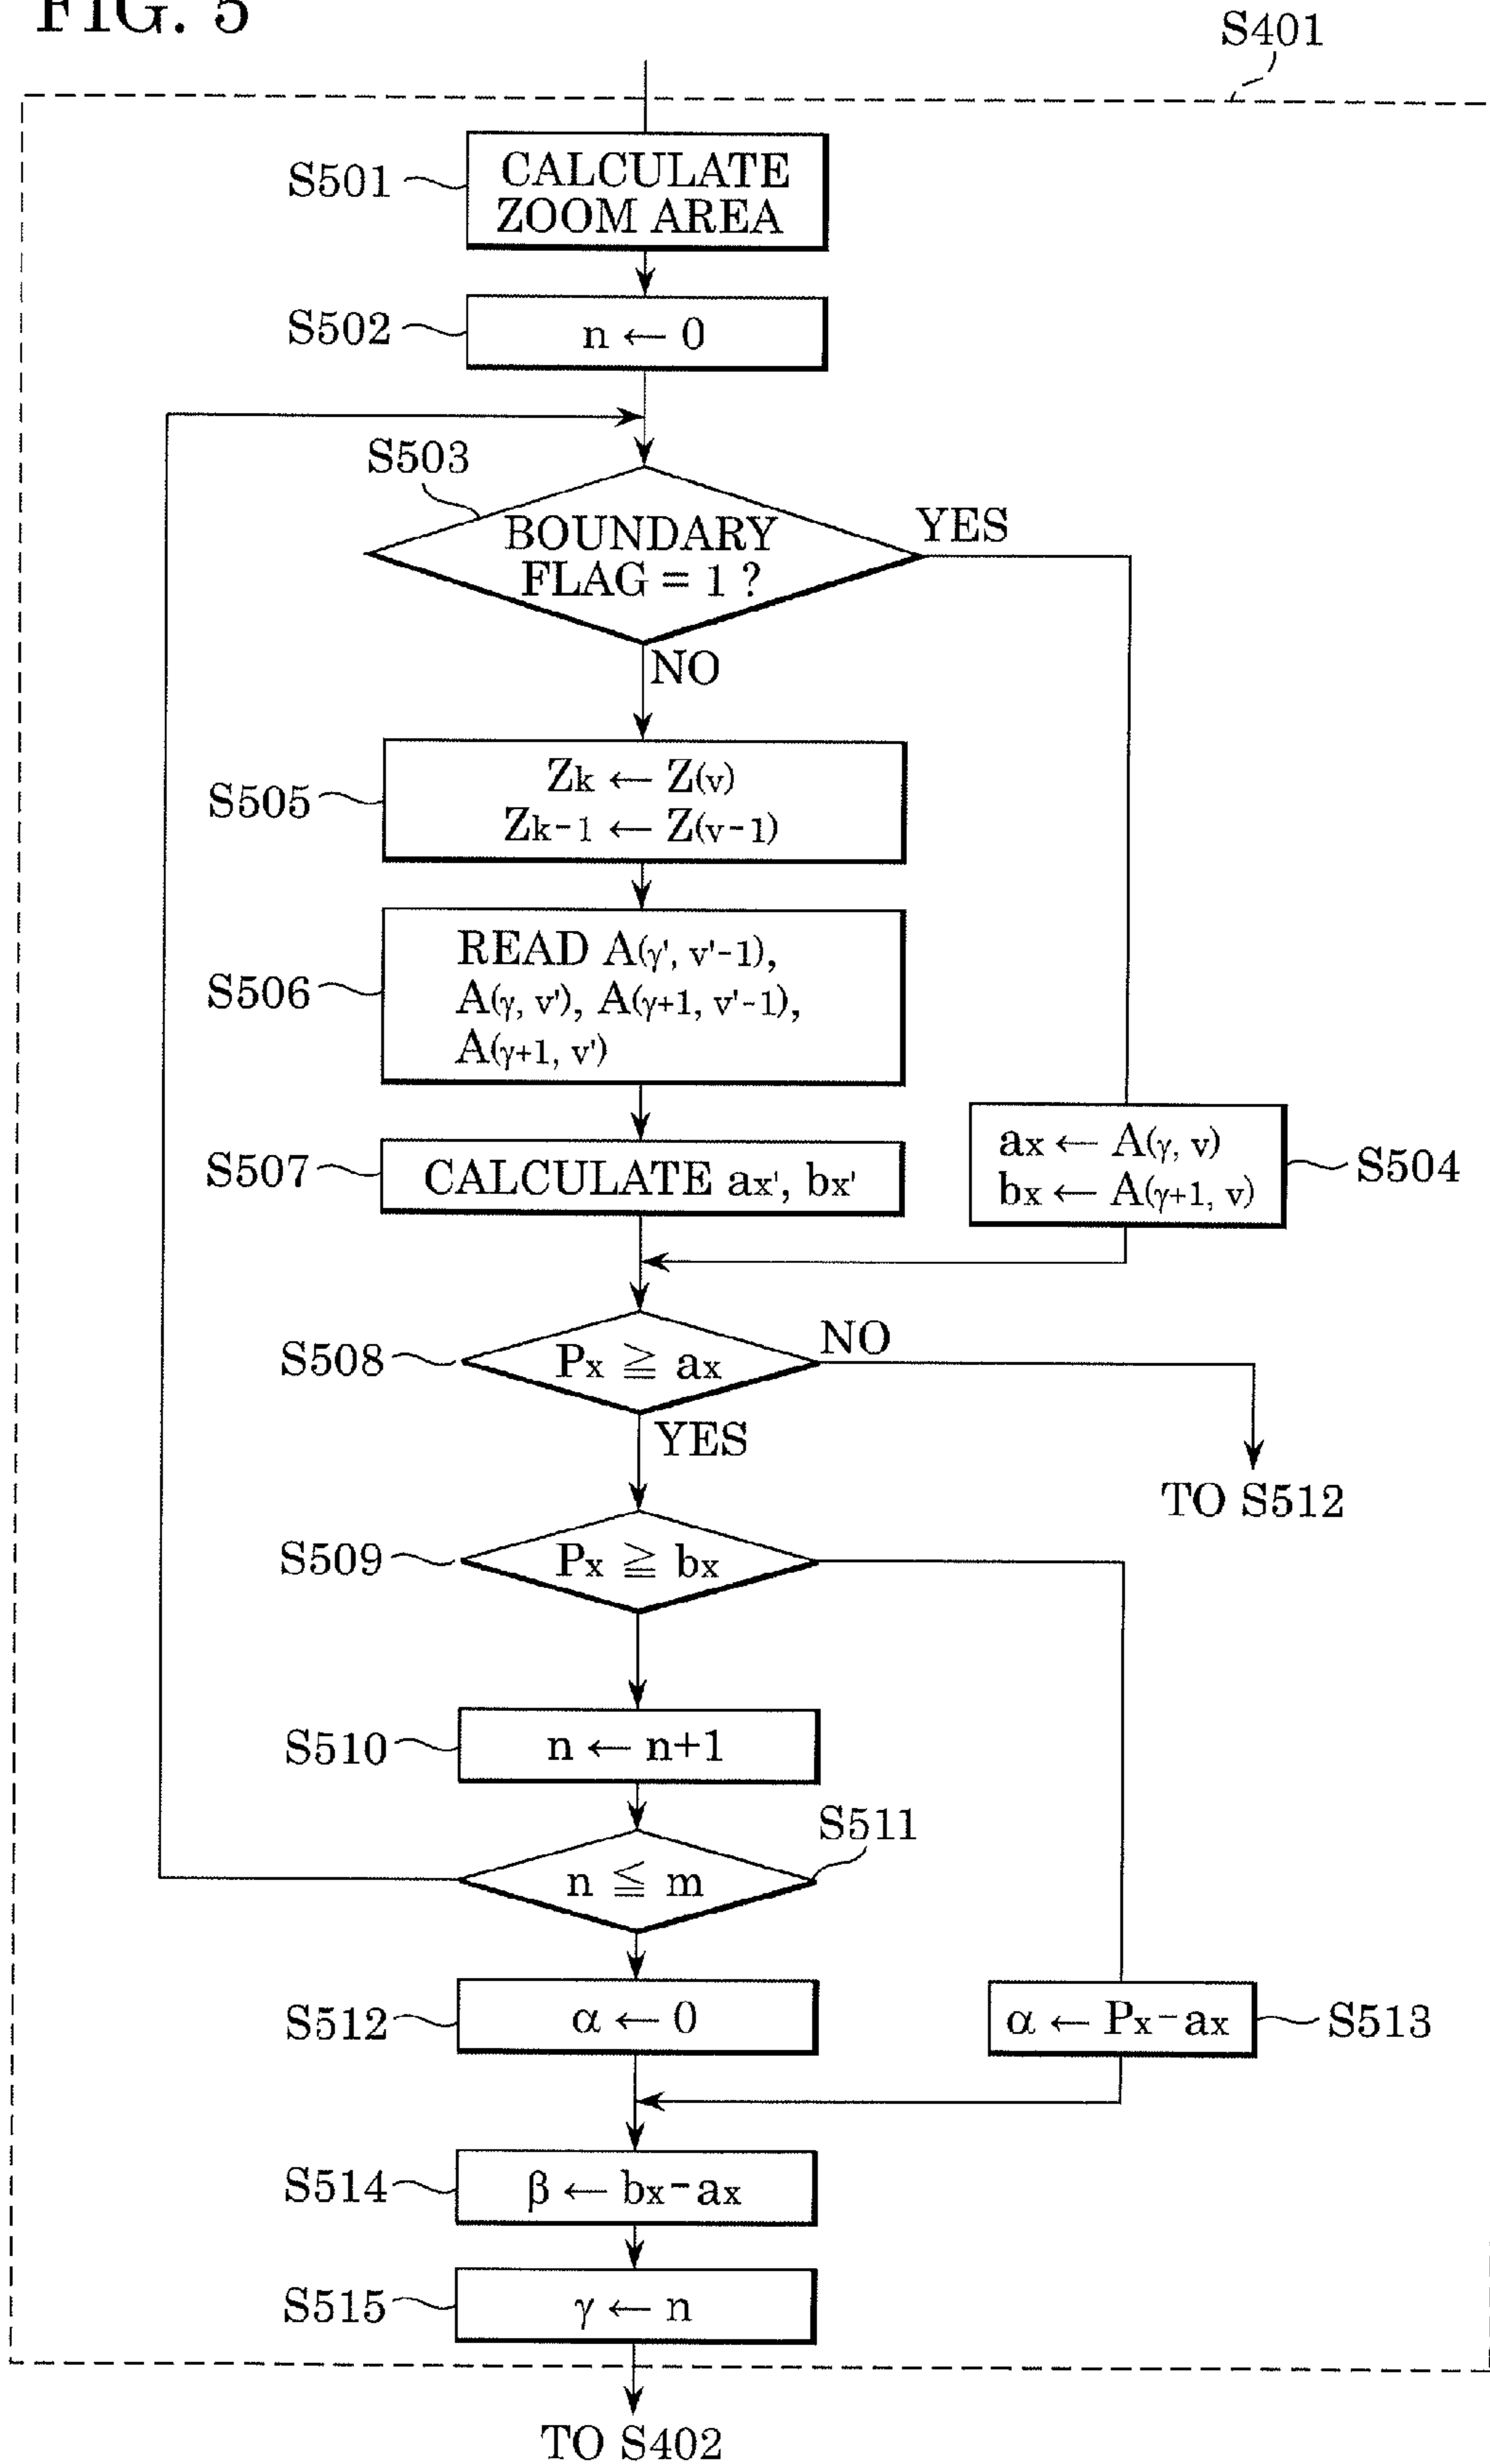 FIG. 5
S401
S501
CALCULATE
ZOOM AREA
S502
n ← 0
S503
BOUNDARY
FLAG = 1 ?
YES
NO
S505
Zk ← Z(v)
Zk-1 ← Z(v-1)
S506
READ A(γ', v'-1),
A(γ, v'), A(γ+1, v'-1),
A(γ+1, v')
S507
CALCULATE ax', bx'
ax ← A(γ, v)
bx ← A(γ+1, v)
S504
S508
Px ≧ ax
NO
YES
TO S512
S509
Px ≧ bx
S510
n ← n+1
S511
n ≦ m
S512
α ← 0
α ← Px-ax
S513
S514
β ← bx-ax
S515
γ ← n
TO S402